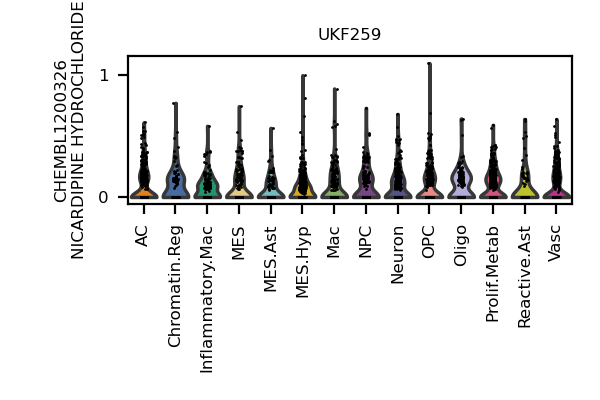 UKF259
CHEMBL1200326
NICARDIPINE HYDROCHLORIDE
1
0
AC
Chromatin.Reg
Inflammatory.Mac
MES
MES.Ast
MES.Hyp
Mac
NPC
Neuron
OPC
Oligo
Prolif.Metab
Reactive.Ast
Vasc